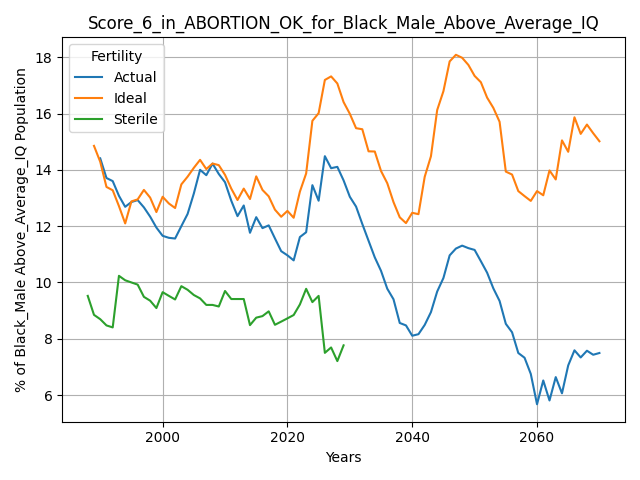 Score_6_in_ABORTION_OK_for_Black_Male_Above_Average_IQ
% of Black_Male Above_Average_IQ Population
18
16
14
12
10
8
6
Fertility
Actual
Ideal
Sterile
2000 2020 2040 2060
Years